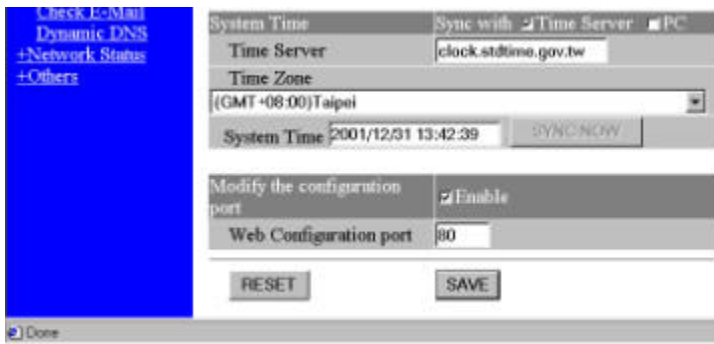 Check E-Mail
Dynamic DNS
+Network Status
+Others
System Time Sync with Time Server PC
Time Server clock.stdtime.gov.tw
Time Zone
(GMT+08:00)Taipei
System Time 2001/12/31 13:42:39 SYNC NOW
Modify the configuration
port
Enable
Web Configuration port 80
RESET SAVE
Done